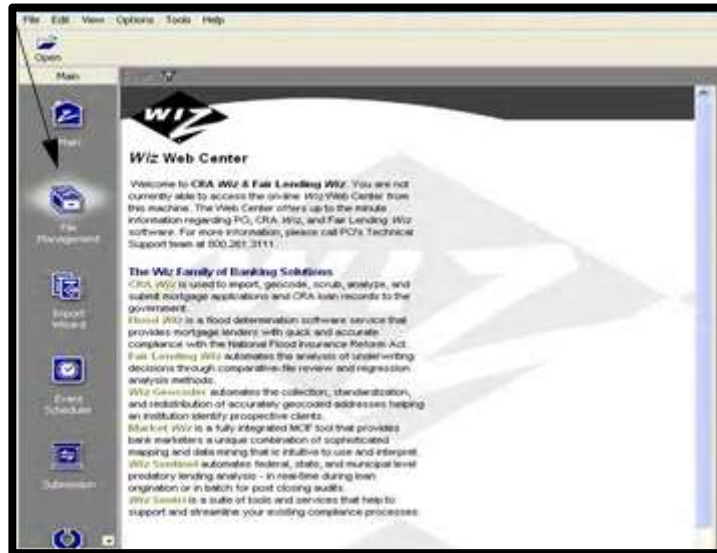 File Edit View Options Tools Help
Open
Main
WIZ
Main
File
Management
Import
Wizard
Event
Scheduler
Submission
Wiz Web Center
Welcome to CRA Wiz & Fair Lending Wiz. You are not
currently able to access the on-line Wiz Web Center from
this machine. The Web Center offers up to the minute
information regarding PCi, CRA Wiz, and Fair Lending Wiz
software. For more information, please call PCi's Technical
Support team at 800.261.3111.
The Wiz Family of Banking Solutions
CRA Wiz is used to import, geocode, scrub, analyze, and
submit mortgage applications and CRA loan records to the
government.
Flood Wiz is a flood determination software service that
provides mortgage lenders with quick and accurate
compliance with the National Flood Insurance Reform Act.
Fair Lending Wiz automates the analysis of underwriting
decisions through comparative file review and regression
analysis methods.
Wiz Geocoder automates the collection, standardization,
and redistribution of accurately geocoded addresses helping
an institution identify prospective clients.
Market Wiz is a fully integrated MCIF tool that provides
bank marketers a unique combination of sophisticated
mapping and data mining that is intuitive to use and interpret.
Wiz Sentinel automates federal, state, and municipal level
predatory lending analysis - in real-time during loan
origination or in batch for post closing audits.
Wiz is a suite of tools and services that help to
support and streamline your existing compliance processes.